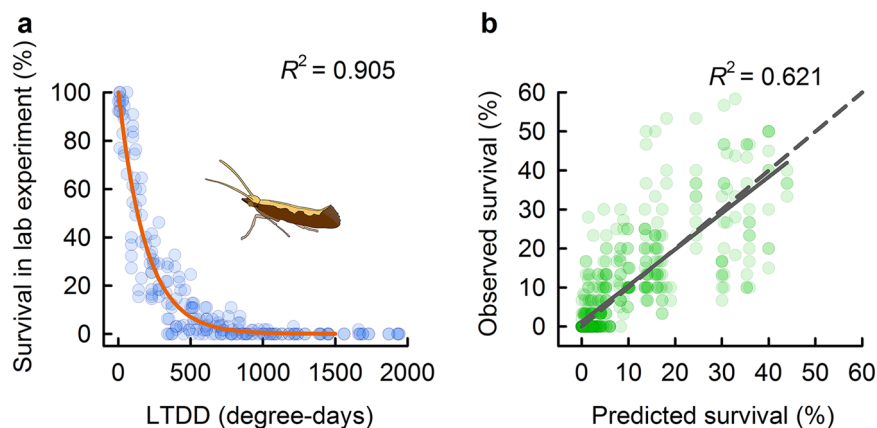 a
R² = 0.905
Survival in lab experiment (%)
100
80
60
40
20
0
0 500 1000 1500 2000
LTDD (degree-days)
b
R² = 0.621
Observed survival (%)
60
50
40
30
20
10
0
0 10 20 30 40 50 60
Predicted survival (%)